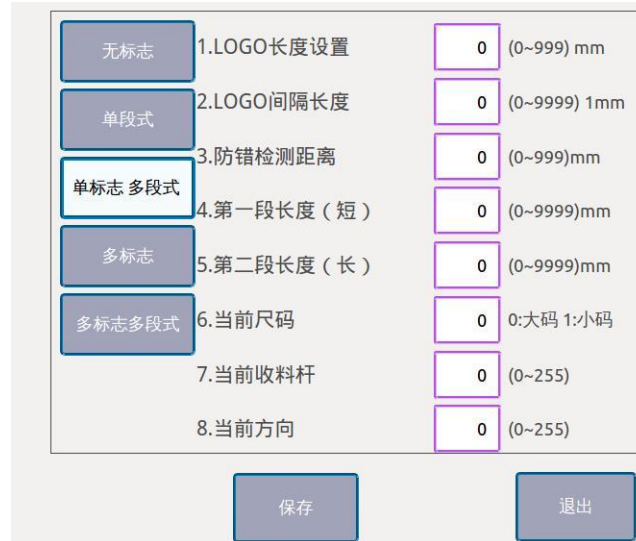 无标志
单段式
单标志 多段式
多标志
多标志多段式
1.LOGO长度设置 0 (0~999) mm
2.LOGO间隔长度 0 (0~9999) 1mm
3.防错检测距离 0 (0~999)mm
4.第一段长度（短） 0 (0~9999)mm
5.第二段长度（长） 0 (0~9999)mm
6.当前尺码 0 0:大码 1:小码
7.当前收料杆 0 (0~255)
8.当前方向 0 (0~255)
保存 退出